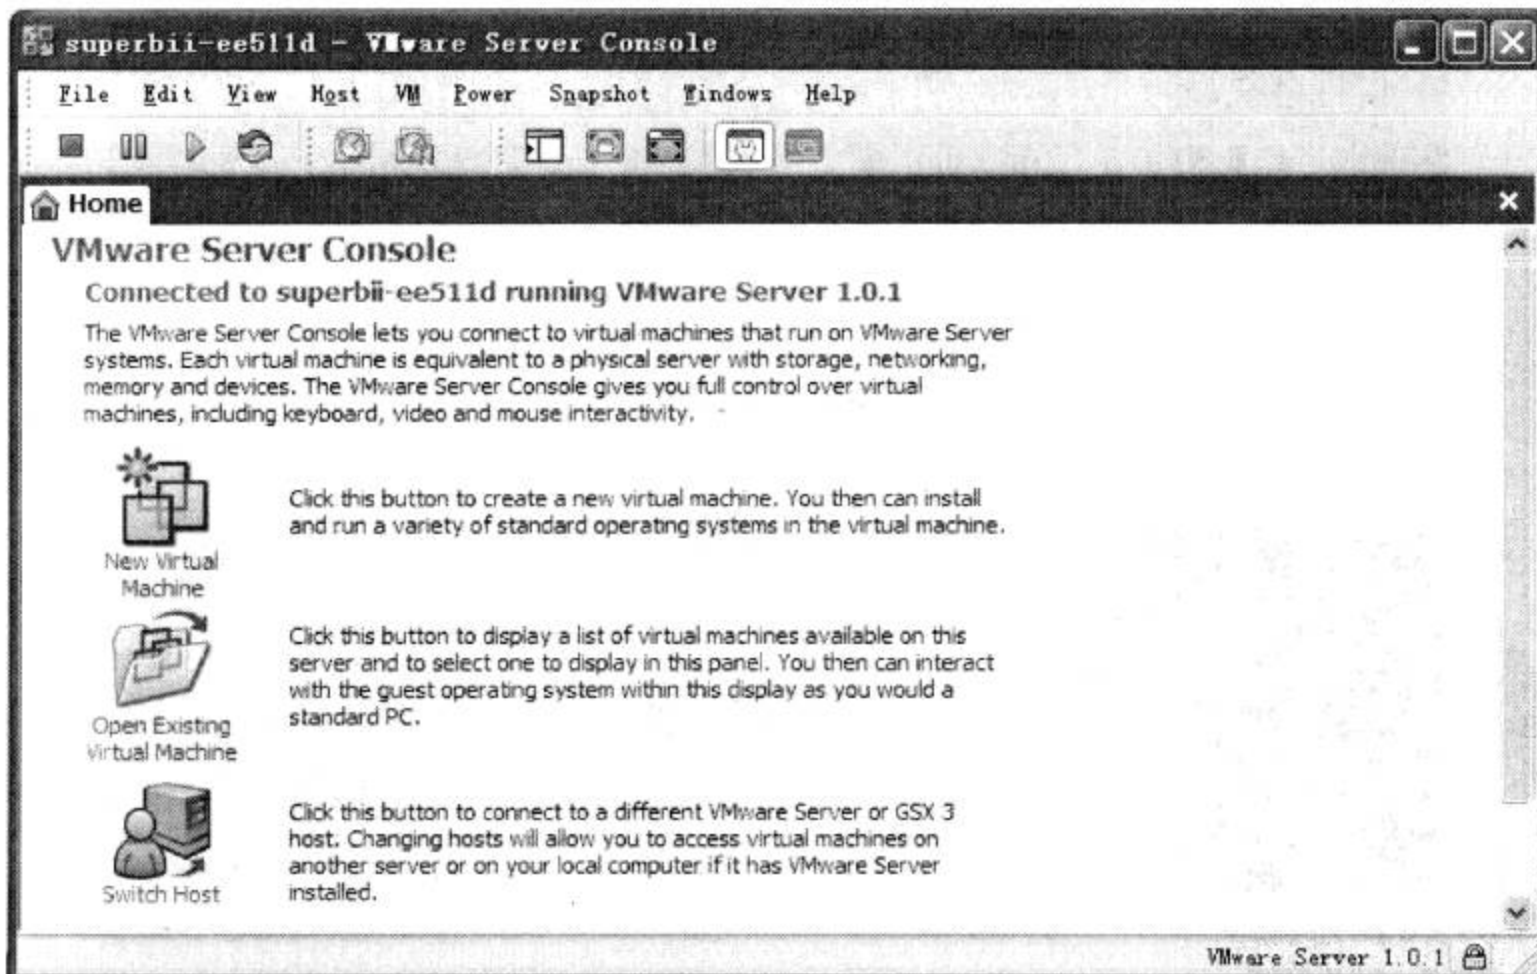 superbii-ee511d - VMware Server Console
File Edit View Host VM Power Snapshot Windows Help
Home
VMware Server Console
Connected to superbii-ee511d running VMware Server 1.0.1
The VMware Server Console lets you connect to virtual machines that run on VMware Server
systems. Each virtual machine is equivalent to a physical server with storage, networking,
memory and devices. The VMware Server Console gives you full control over virtual
machines, including keyboard, video and mouse interactivity.
Click this button to create a new virtual machine. You then can install
and run a variety of standard operating systems in the virtual machine.
New Virtual
Machine
Click this button to display a list of virtual machines available on this
server and to select one to display in this panel. You then can interact
with the guest operating system within this display as you would a
standard PC.
Open Existing
Virtual Machine
Click this button to connect to a different VMware Server or GSX 3
host. Changing hosts will allow you to access virtual machines on
another server or on your local computer if it has VMware Server
installed.
Switch Host
VMware Server 1.0.1